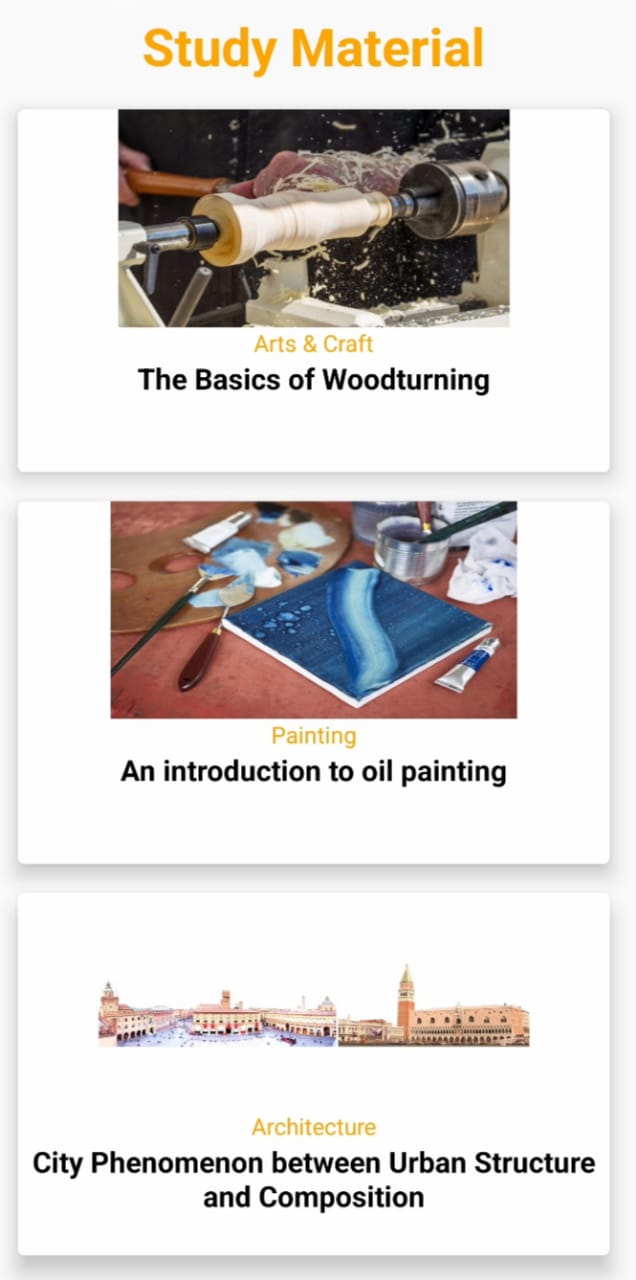 Study Material
Arts & Craft
The Basics of Woodturning
Painting
An introduction to oil painting
Architecture
City Phenomenon between Urban Structure
and Composition